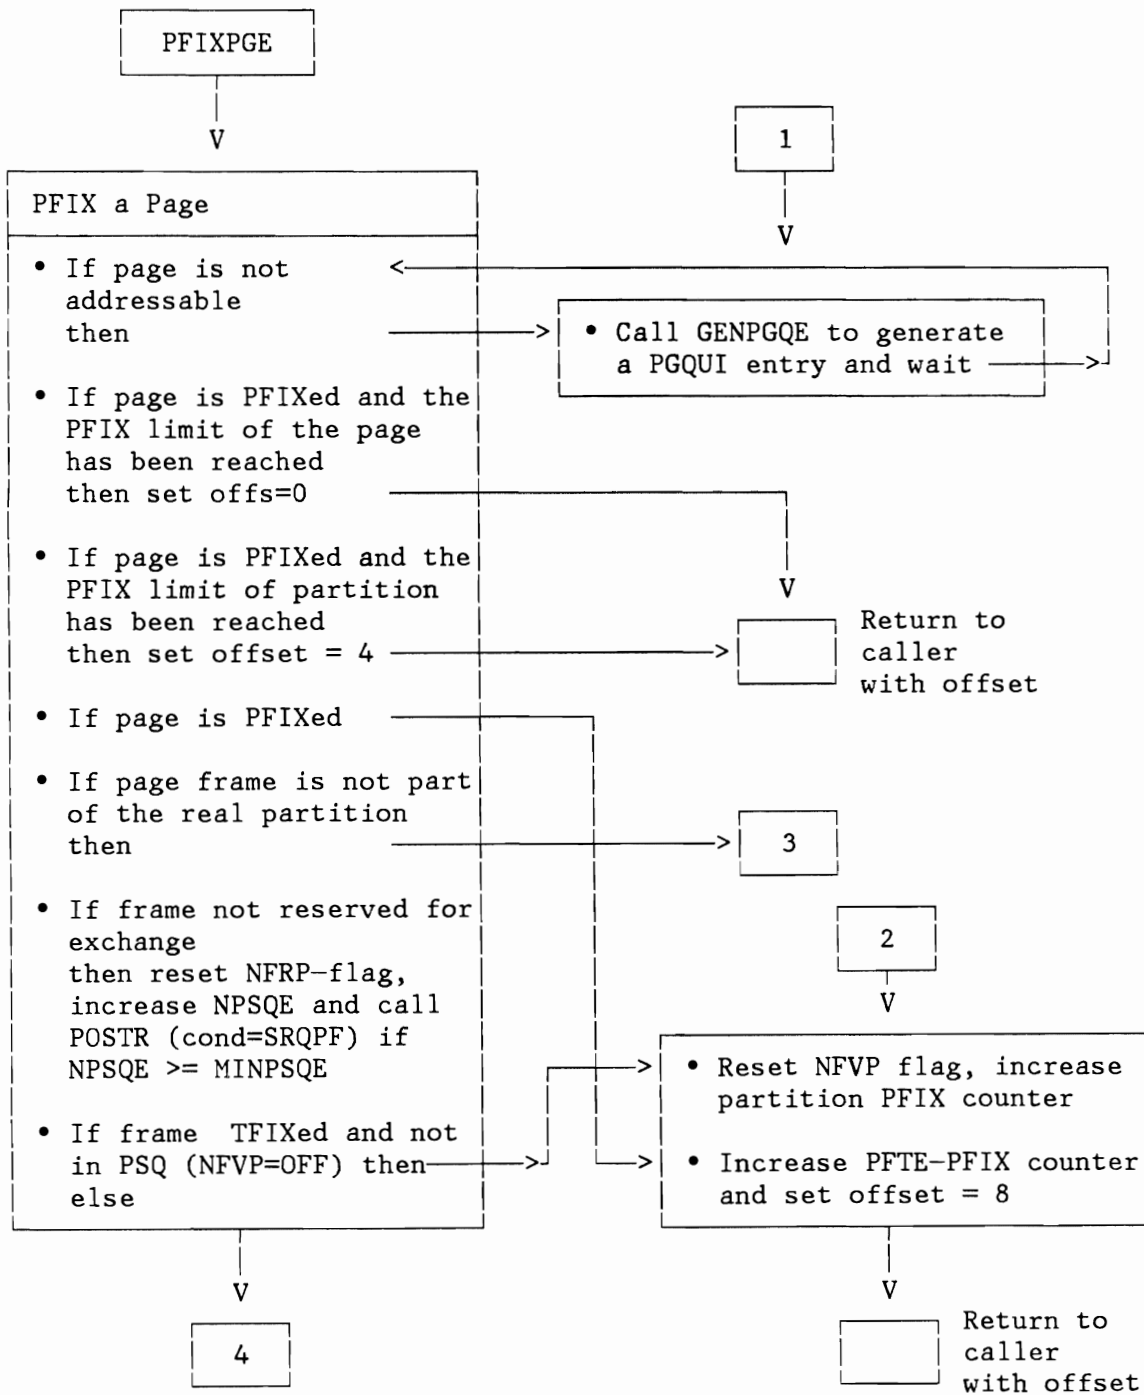 PFIXPGE
1
PFIX a Page
• If page is not
addressable
then
• Call GENPGQE to generate
a PGQUI entry and wait
• If page is PFIXed and the
PFIX limit of the page
has been reached
then set offs=0
• If page is PFIXed and the
PFIX limit of partition
has been reached
then set offset = 4
Return to
caller
with offset
• If page is PFIXed
• If page frame is not part
of the real partition
then
3
• If frame not reserved for
exchange
then reset NFRP-flag,
increase NPSQE and call
POSTR (cond=SRQPF) if
NPSQE >= MINPSQE
2
• Reset NFVP flag, increase
partition PFIX counter
• If frame TFIXed and not
in PSQ (NFVP=OFF) then
else
• Increase PFTE-PFIX counter
and set offset = 8
4
Return to
caller
with offset